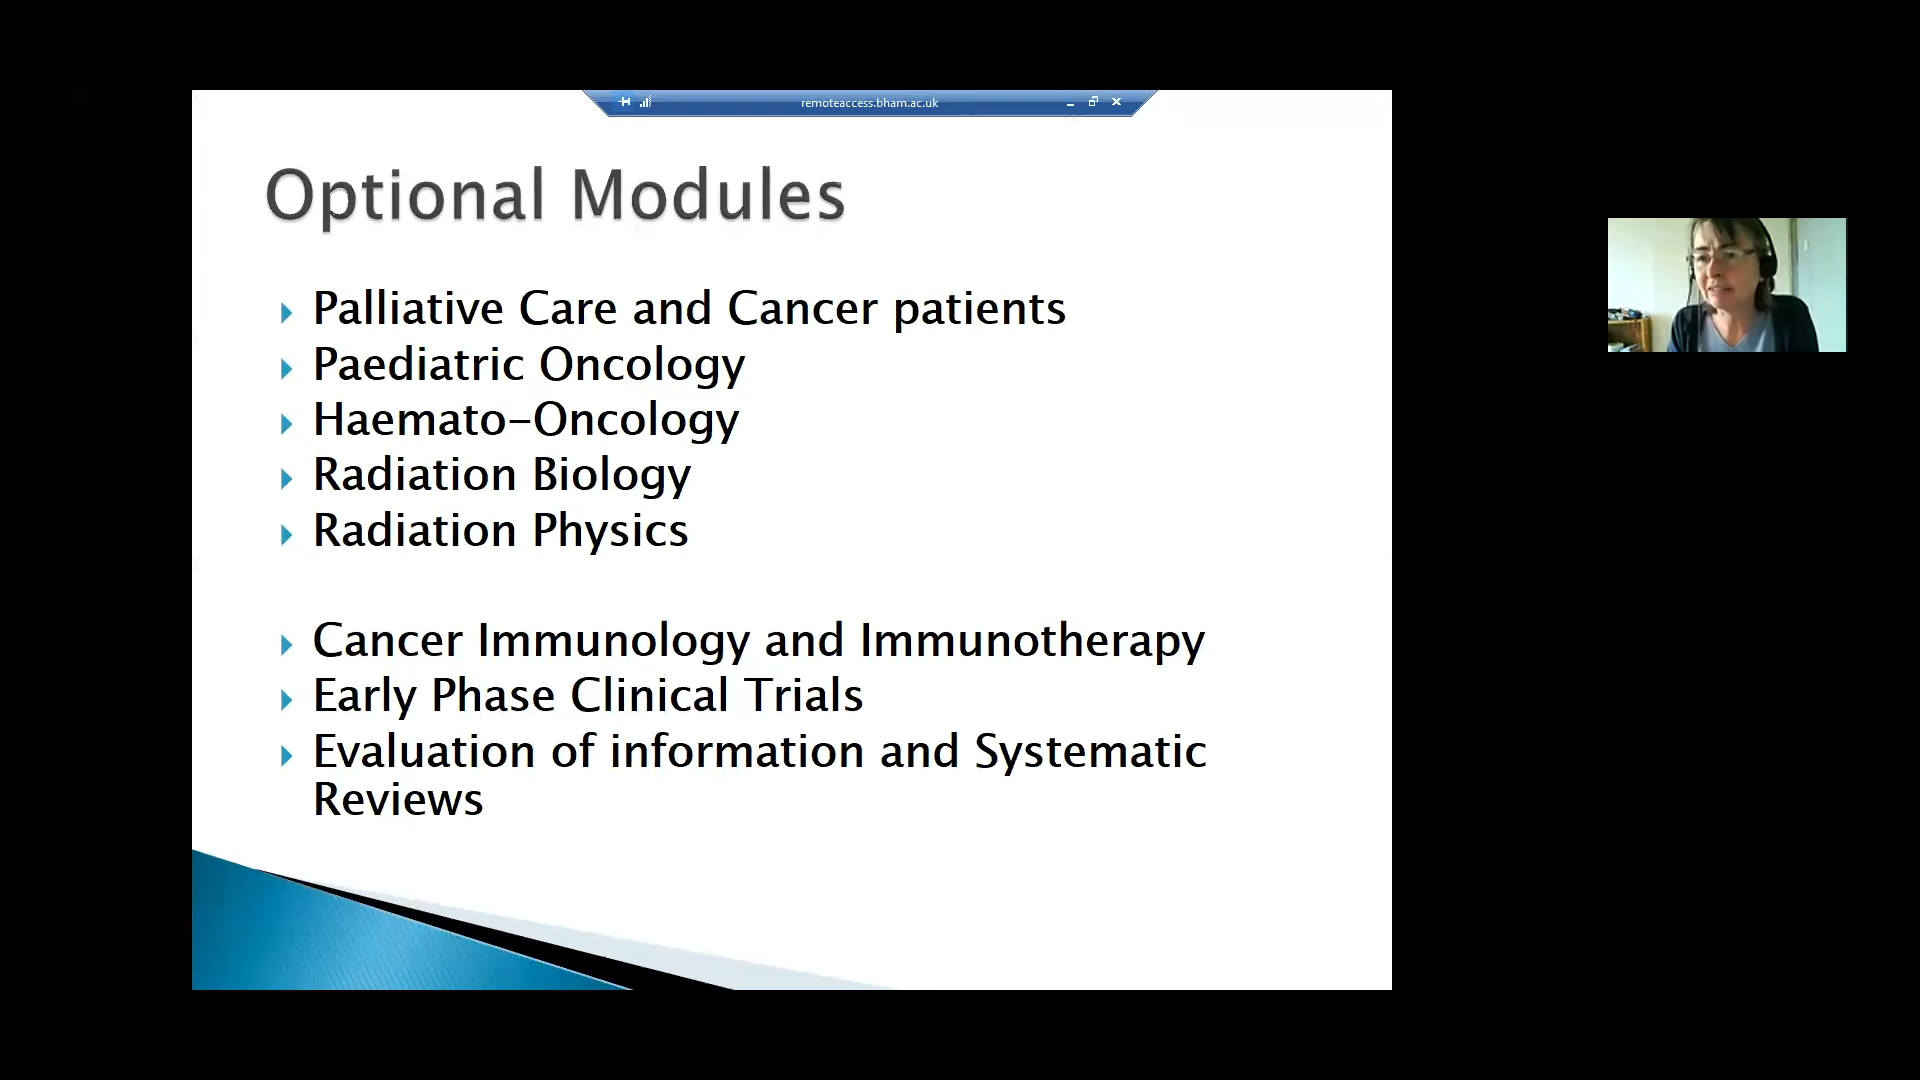 remoteaccess.bham.ac.uk
Optional Modules
Palliative Care and Cancer patients
Paediatric Oncology
Haemato-Oncology
Radiation Biology
Radiation Physics
Cancer Immunology and Immunotherapy
Early Phase Clinical Trials
Evaluation of information and Systematic
Reviews